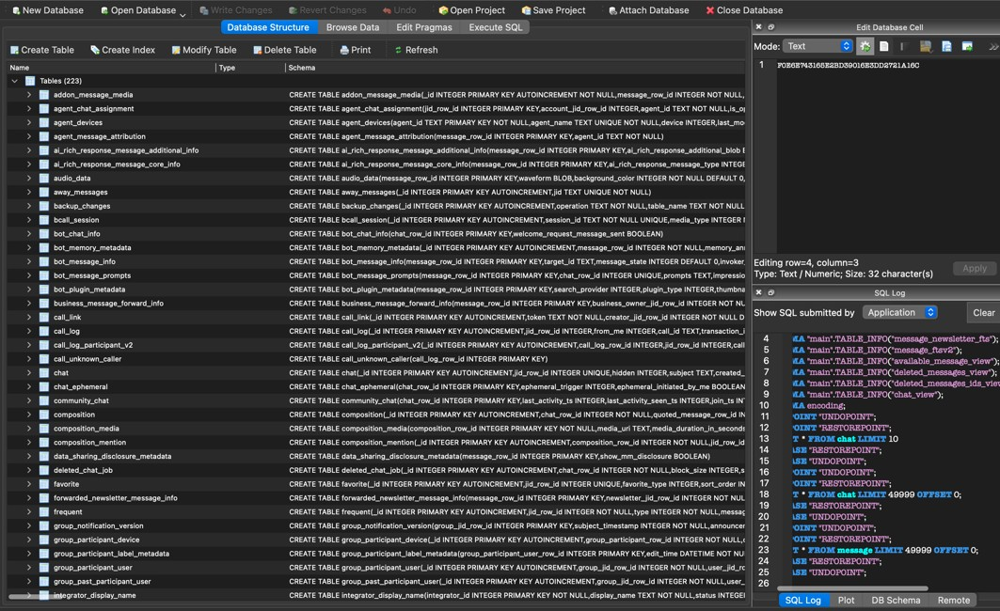 New Database Open Database Write Changes Revert Changes Undo Open Project Save Project Attach Database Close Database
Database Structure Browse Data Edit Pragmas Execute SQL
Create Table Create Index Modify Table Delete Table Print Refresh
Name Type Schema
Tables (223)
addon_message_media CREATE TABLE addon_message_media(_id INTEGER PRIMARY KEY AUTOINCREMENT NOT NULL,message_row_id INTEGER NOT NULL,
agent_chat_assignment CREATE TABLE agent_chat_assignment(jid_row_id INTEGER PRIMARY KEY,account_jid_row_id INTEGER,agent_id TEXT NOT NULL,is_op
agent_devices CREATE TABLE agent_devices(agent_id TEXT PRIMARY KEY NOT NULL,agent_name TEXT UNIQUE NOT NULL,device INTEGER,last_mo
agent_message_attribution CREATE TABLE agent_message_attribution(message_row_id INTEGER PRIMARY KEY,agent_id TEXT NOT NULL)
ai_rich_response_message_additional_info CREATE TABLE ai_rich_response_message_additional_info(message_row_id INTEGER PRIMARY KEY,ai_rich_response_additional_blob B
ai_rich_response_message_core_info CREATE TABLE ai_rich_response_message_core_info(message_row_id INTEGER PRIMARY KEY,ai_rich_response_message_type INTEG
audio_data CREATE TABLE audio_data(message_row_id INTEGER PRIMARY KEY,waveform BLOB,background_color INTEGER NOT NULL DEFAULT 0,
away_messages CREATE TABLE away_messages(_id INTEGER PRIMARY KEY AUTOINCREMENT,jid TEXT UNIQUE NOT NULL)
backup_changes CREATE TABLE backup_changes(_id INTEGER PRIMARY KEY AUTOINCREMENT,operation TEXT NOT NULL,table_name TEXT NOT NUL
bcall_session CREATE TABLE bcall_session(_id INTEGER PRIMARY KEY AUTOINCREMENT,session_id TEXT NOT NULL UNIQUE,media_type INTEGER
bot_chat_info CREATE TABLE bot_chat_info(chat_row_id INTEGER PRIMARY KEY,welcome_request_message_sent BOOLEAN)
bot_memory_metadata CREATE TABLE bot_memory_metadata(_id INTEGER PRIMARY KEY AUTOINCREMENT,message_row_id INTEGER NOT NULL,memory_an
bot_message_info CREATE TABLE bot_message_info(message_row_id INTEGER PRIMARY KEY,target_id TEXT,message_state INTEGER DEFAULT 0,invoker_
bot_message_prompts CREATE TABLE bot_message_prompts(message_row_id INTEGER PRIMARY KEY,chat_row_id INTEGER UNIQUE,prompts TEXT,impressio
bot_plugin_metadata CREATE TABLE bot_plugin_metadata(message_row_id INTEGER PRIMARY KEY,search_provider INTEGER,plugin_type INTEGER,thumbna
business_message_forward_info CREATE TABLE business_message_forward_info(message_row_id INTEGER PRIMARY KEY,business_owner_jid_row_id INTEGER NOT NU
call_link CREATE TABLE call_link(_id INTEGER PRIMARY KEY AUTOINCREMENT,token TEXT NOT NULL,creator_jid_row_id INTEGER NOT NULL D
call_log CREATE TABLE call_log(_id INTEGER PRIMARY KEY AUTOINCREMENT,jid_row_id INTEGER,from_me INTEGER,call_id TEXT,transaction_i
call_log_participant_v2 CREATE TABLE call_log_participant_v2(_id INTEGER PRIMARY KEY AUTOINCREMENT,call_log_row_id INTEGER,jid_row_id INTEGER,call
call_unknown_caller CREATE TABLE call_unknown_caller(call_log_row_id INTEGER PRIMARY KEY)
chat CREATE TABLE chat(_id INTEGER PRIMARY KEY AUTOINCREMENT,jid_row_id INTEGER UNIQUE,hidden INTEGER,subject TEXT,created_
chat_ephemeral CREATE TABLE chat_ephemeral(chat_row_id INTEGER PRIMARY KEY,ephemeral_trigger INTEGER,ephemeral_initiated_by_me BOOLEAN
community_chat CREATE TABLE community_chat(chat_row_id INTEGER PRIMARY KEY,last_activity_ts INTEGER,last_activity_seen_ts INTEGER,join_ts INT
composition CREATE TABLE composition(_id INTEGER PRIMARY KEY AUTOINCREMENT,chat_row_id INTEGER NOT NULL,quoted_message_row_id IN
composition_media CREATE TABLE composition_media(composition_row_id INTEGER PRIMARY KEY,media_uri TEXT,media_duration_in_seconds
composition_mention CREATE TABLE composition_mention(_id INTEGER PRIMARY KEY AUTOINCREMENT,composition_row_id INTEGER NOT NULL,jid_row_id
data_sharing_disclosure_metadata CREATE TABLE data_sharing_disclosure_metadata(message_row_id INTEGER PRIMARY KEY,show_mm_disclosure BOOLEAN)
deleted_chat_job CREATE TABLE deleted_chat_job(_id INTEGER PRIMARY KEY AUTOINCREMENT,chat_row_id INTEGER NOT NULL,block_size INTEGER,s
favorite CREATE TABLE favorite(_id INTEGER PRIMARY KEY AUTOINCREMENT,jid_row_id INTEGER UNIQUE,favorite_type INTEGER,sort_order IN
forwarded_newsletter_message_info CREATE TABLE forwarded_newsletter_message_info(message_row_id INTEGER PRIMARY KEY,newsletter_jid_row_id INTEGER NOT NUL
frequent CREATE TABLE frequent(_id INTEGER PRIMARY KEY AUTOINCREMENT,jid_row_id INTEGER NOT NULL,type INTEGER NOT NULL,messag
group_notification_version CREATE TABLE group_notification_version(group_jid_row_id INTEGER PRIMARY KEY,subject_timestamp INTEGER NOT NULL,announcer
group_participant_device CREATE TABLE group_participant_device(_id INTEGER PRIMARY KEY AUTOINCREMENT,group_participant_row_id INTEGER NOT NULL,d
group_participant_label_metadata CREATE TABLE group_participant_label_metadata(group_participant_user_row_id INTEGER PRIMARY KEY,edit_time DATETIME NOT NU
group_participant_user CREATE TABLE group_participant_user(_id INTEGER PRIMARY KEY AUTOINCREMENT,group_jid_row_id INTEGER NOT NULL,user_jid_ro
group_past_participant_user CREATE TABLE group_past_participant_user(_id INTEGER PRIMARY KEY AUTOINCREMENT,group_jid_row_id INTEGER NOT NULL,user_j
integrator_display_name CREATE TABLE integrator_display_name(integrator_id INTEGER PRIMARY KEY NOT NULL,display_name TEXT NOT NULL,status INTEGE
Edit Database Cell
Mode: Text
1 F0E6E743165E2BD39016E3DD2721A16C
Editing row=4, column=3
Type: Text / Numeric; Size: 32 character(s)
Apply
SQL Log
Show SQL submitted by Application Clear
4 MA "main".TABLE_INFO("message_newsletter_fts");
5 MA "main".TABLE_INFO("message_ftsv2");
6 MA "main".TABLE_INFO("available_message_view");
7 MA "main".TABLE_INFO("deleted_messages_view");
8 MA "main".TABLE_INFO("deleted_messages_ids_view
9 MA "main".TABLE_INFO("chat_view");
10 MA encoding;
11 OINT "UNDOPOINT";
12 OINT "RESTOREPOINT";
13 T * FROM chat LIMIT 10
14 ASE "RESTOREPOINT";
15 ASE "UNDOPOINT";
16 OINT "UNDOPOINT";
17 OINT "RESTOREPOINT";
18 T * FROM chat LIMIT 49999 OFFSET 0;
19 ASE "RESTOREPOINT";
20 ASE "UNDOPOINT";
21 OINT "UNDOPOINT";
22 OINT "RESTOREPOINT";
23 T * FROM message LIMIT 49999 OFFSET 0;
24 ASE "RESTOREPOINT";
25 ASE "UNDOPOINT";
26
SQL Log Plot DB Schema Remote